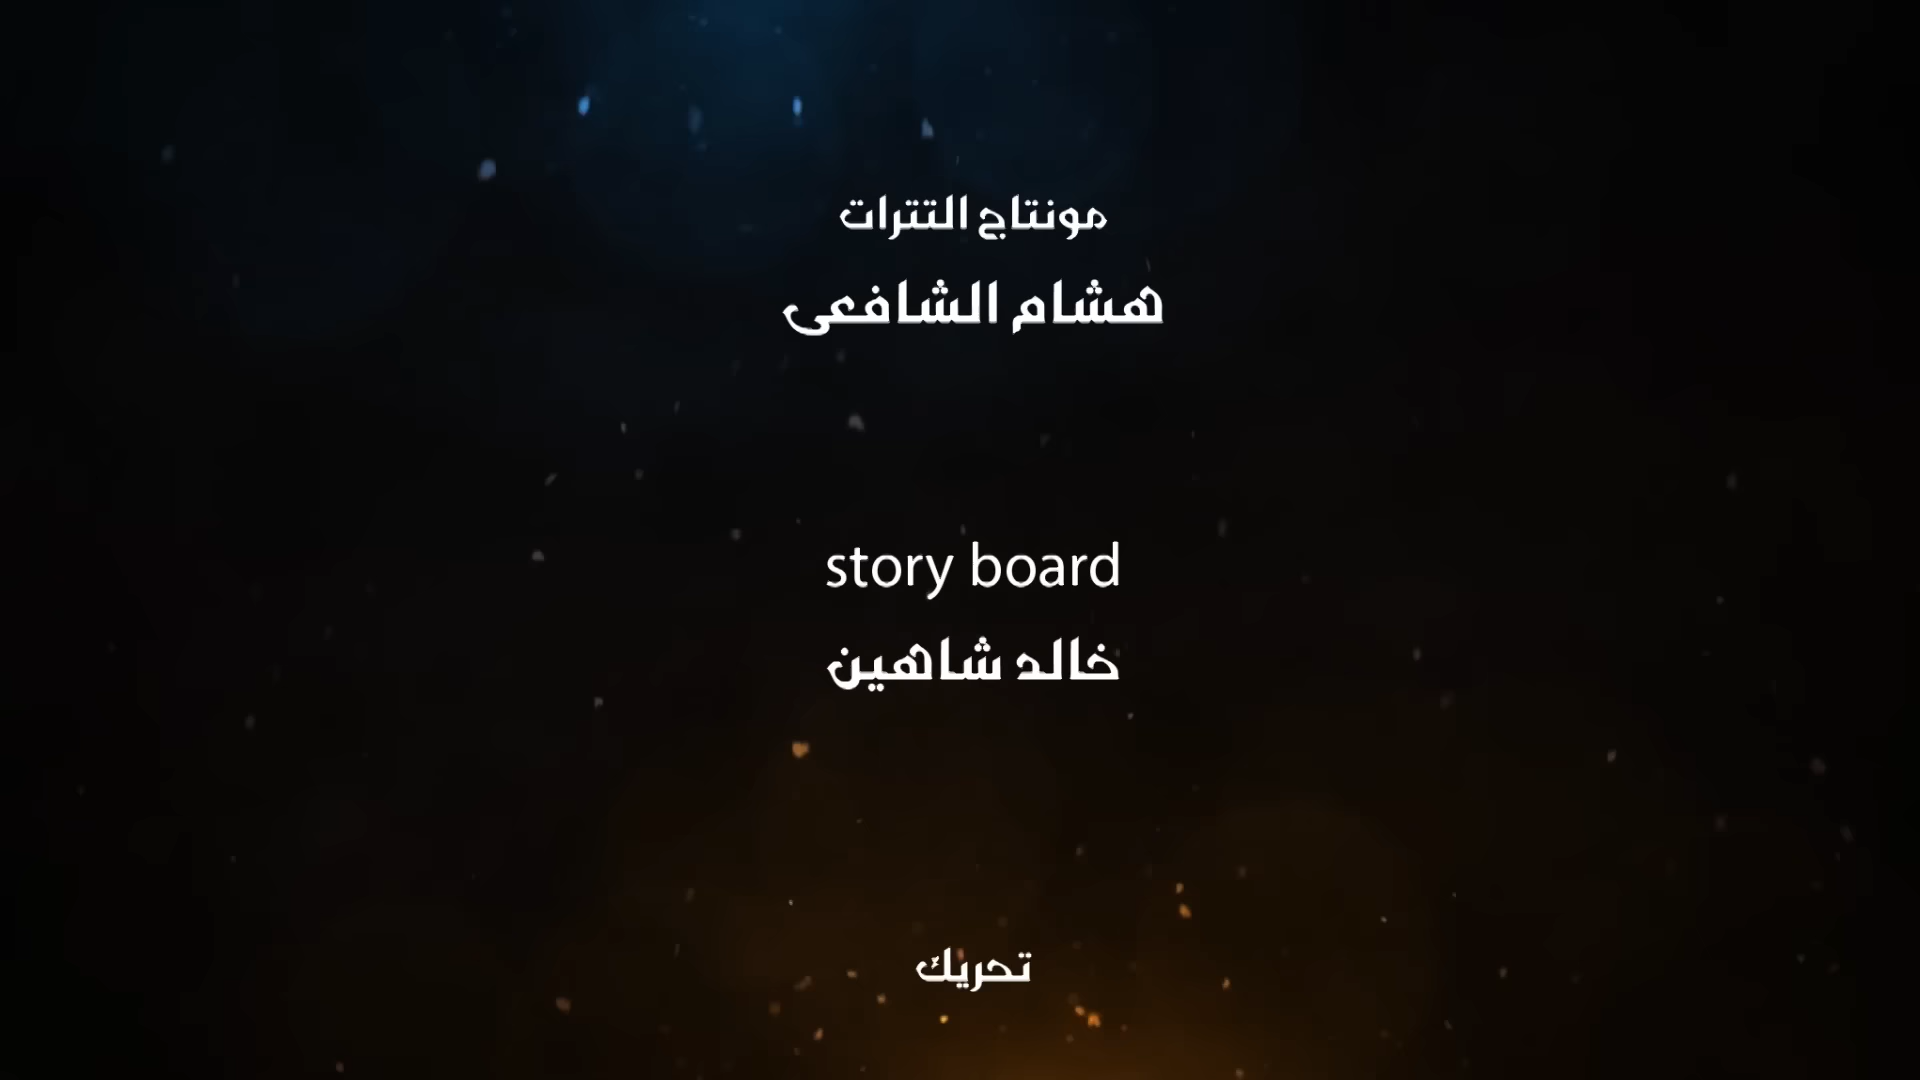 مونتاج التترات
هشام الشافعى
story board
خالد شاهين
تحريك